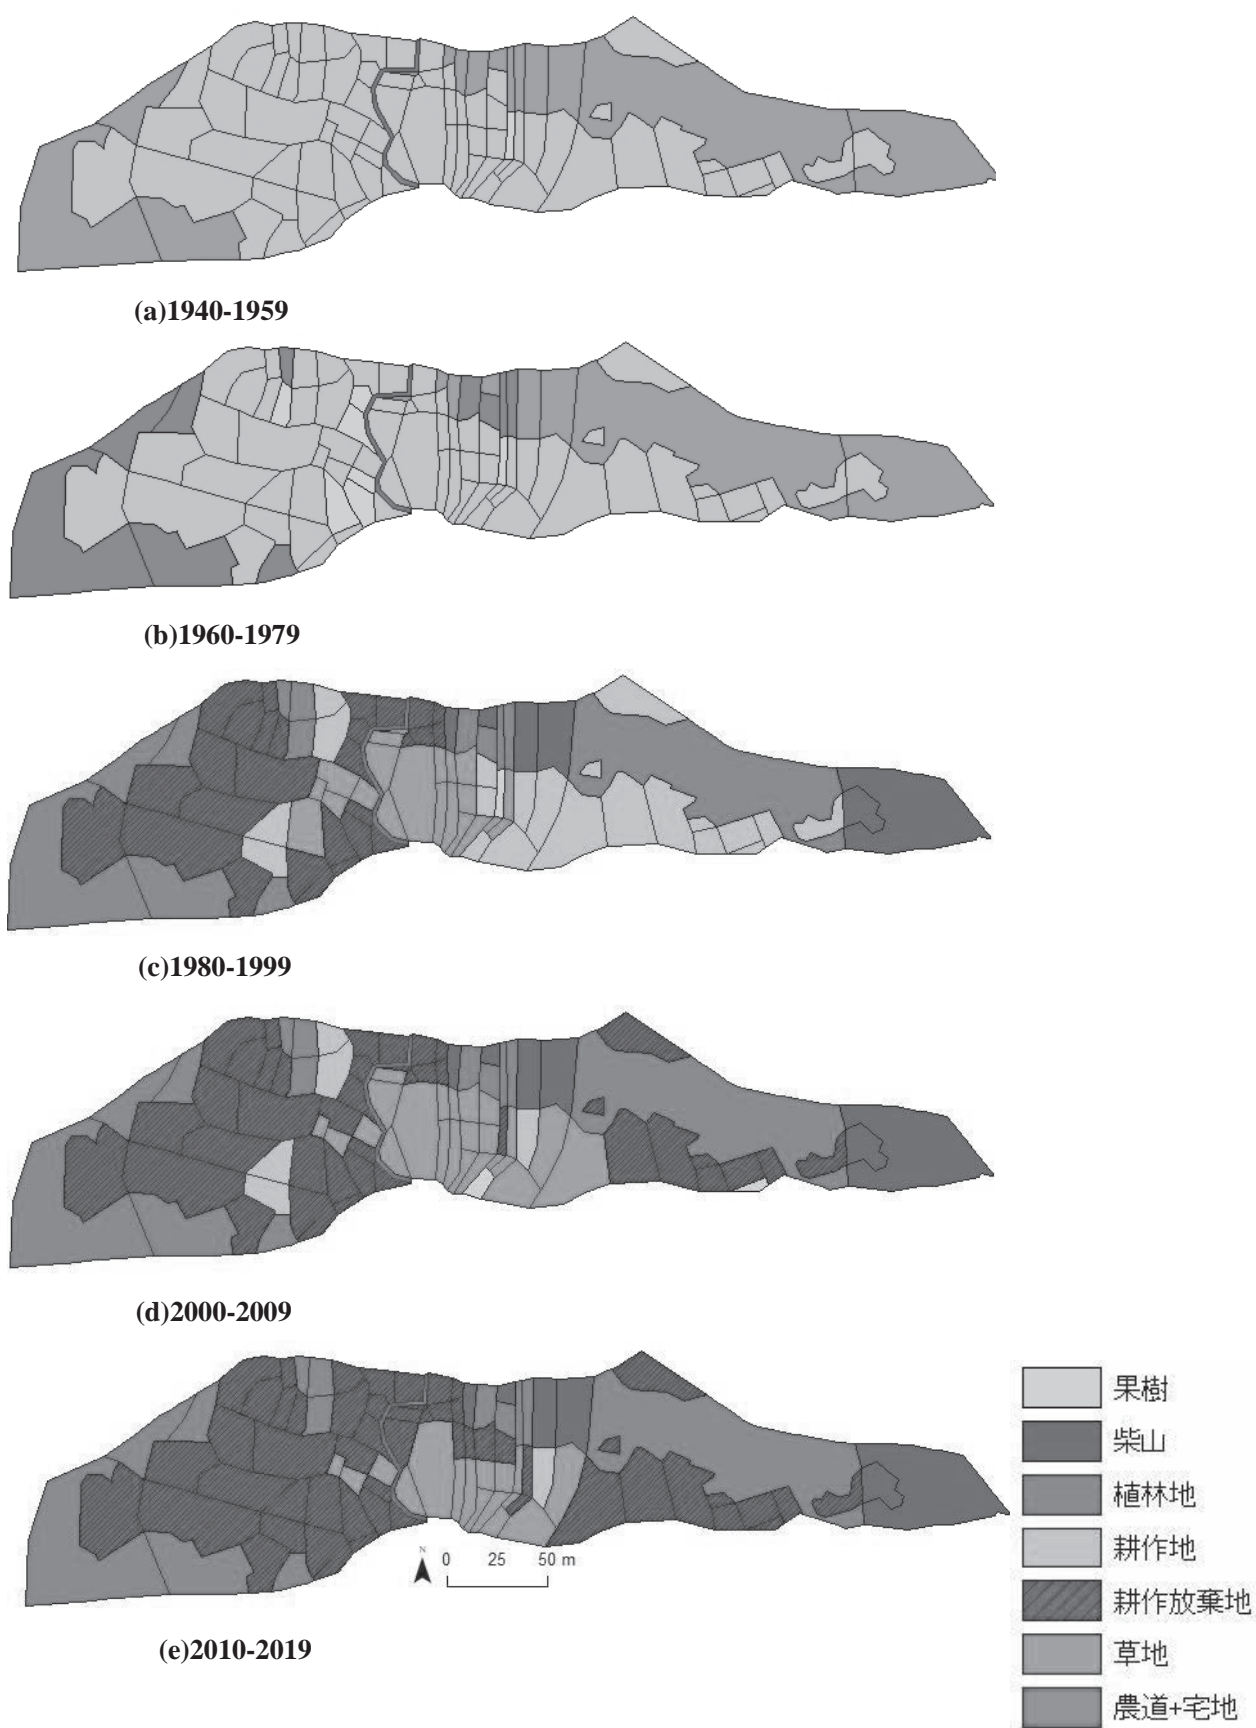 (a)1940-1959
(b)1960-1979
(c)1980-1999
(d)2000-2009
N
0 25 50 m
(e)2010-2019
果樹
柴山
植林地
耕作地
耕作放棄地
草地
農道+宅地